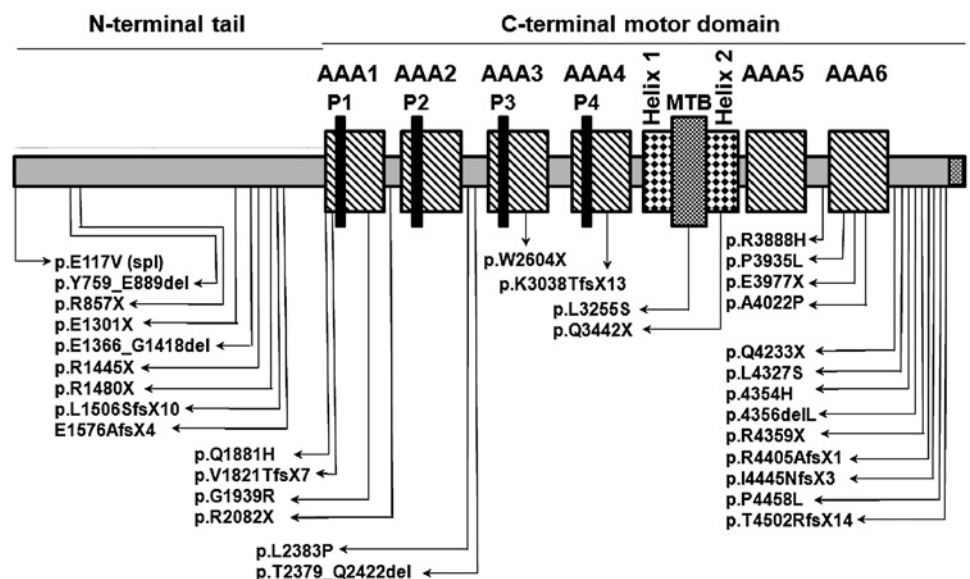 N-terminal tail
C-terminal motor domain
AAA1 AAA2 AAA3 AAA4 Helix 1 MTB Helix 2 AAA5 AAA6
P1 P2 P3 P4
p.E117V (spl)
p.Y759_E889del
p.R857X
p.E1301X
p.E1366_G1418del
p.R1445X
p.R1480X
p.L1506SfsX10
E1576AfsX4
p.Q1881H
p.V1821TfsX7
p.G1939R
p.R2082X
p.L2383P
p.T2379_Q2422del
p.W2604X
p.K3038TfsX13
p.L3255S
p.Q3442X
p.R3888H
p.P3935L
p.E3977X
p.A4022P
p.Q4233X
p.L4327S
p.4354H
p.4356delL
p.R4359X
p.R4405AfsX1
p.I4445NfsX3
p.P4458L
p.T4502RfsX14